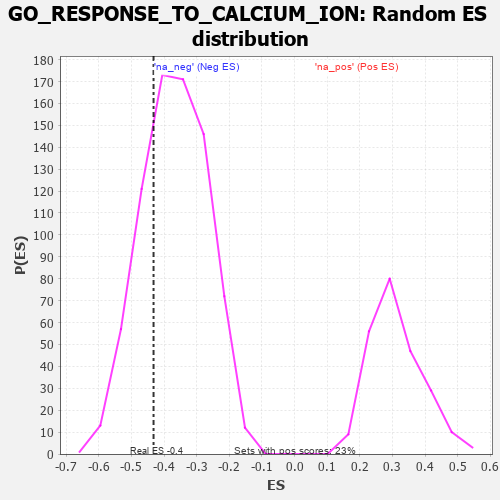 GO_RESPONSE_TO_CALCIUM_ION: Random ES
distribution
'na_neg' (Neg ES)
'na_pos' (Pos ES)
180
170
160
150
140
130
120
110
100
90
80
70
60
50
40
30
20
10
0
P(ES)
Real ES -0.4
Sets with pos scores: 23%
-0.7 -0.6 -0.5 -0.4 -0.3 -0.2 -0.1 0.0 0.1 0.2 0.3 0.4 0.5 0.6
ES